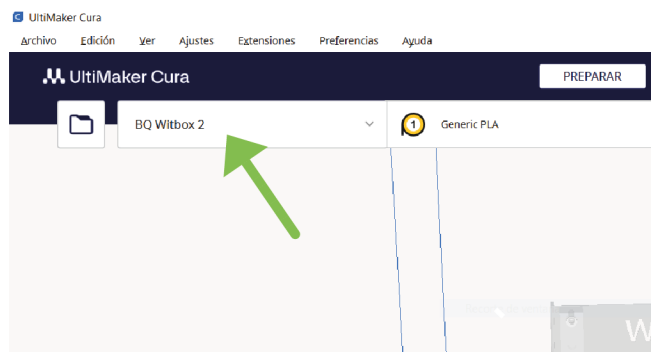 UltiMaker Cura
Archivo Edición Ver Ajustes Extensiones Preferencias Ayuda
UltiMaker Cura PREPARAR
BQ Witbox 2 1 Generic PLA
W